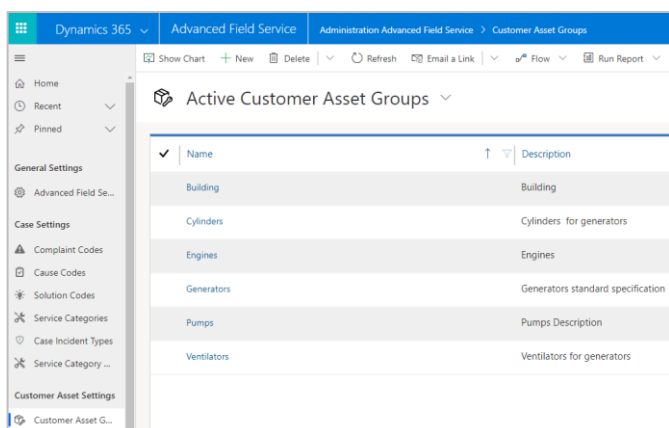 Dynamics 365 Advanced Field Service Administration Advanced Field Service > Customer Asset Groups
Show Chart New Delete Refresh Email a Link Flow Run Report
Home
Recent
Pinned
General Settings
Advanced Field Se...
Case Settings
Complaint Codes
Cause Codes
Solution Codes
Service Categories
Case Incident Types
Service Category ...
Customer Asset Settings
Customer Asset G...
Active Customer Asset Groups
Name Description
Building Building
Cylinders Cylinders for generators
Engines Engines
Generators Generators standard specification
Pumps Pumps Description
Ventilators Ventilators for generators